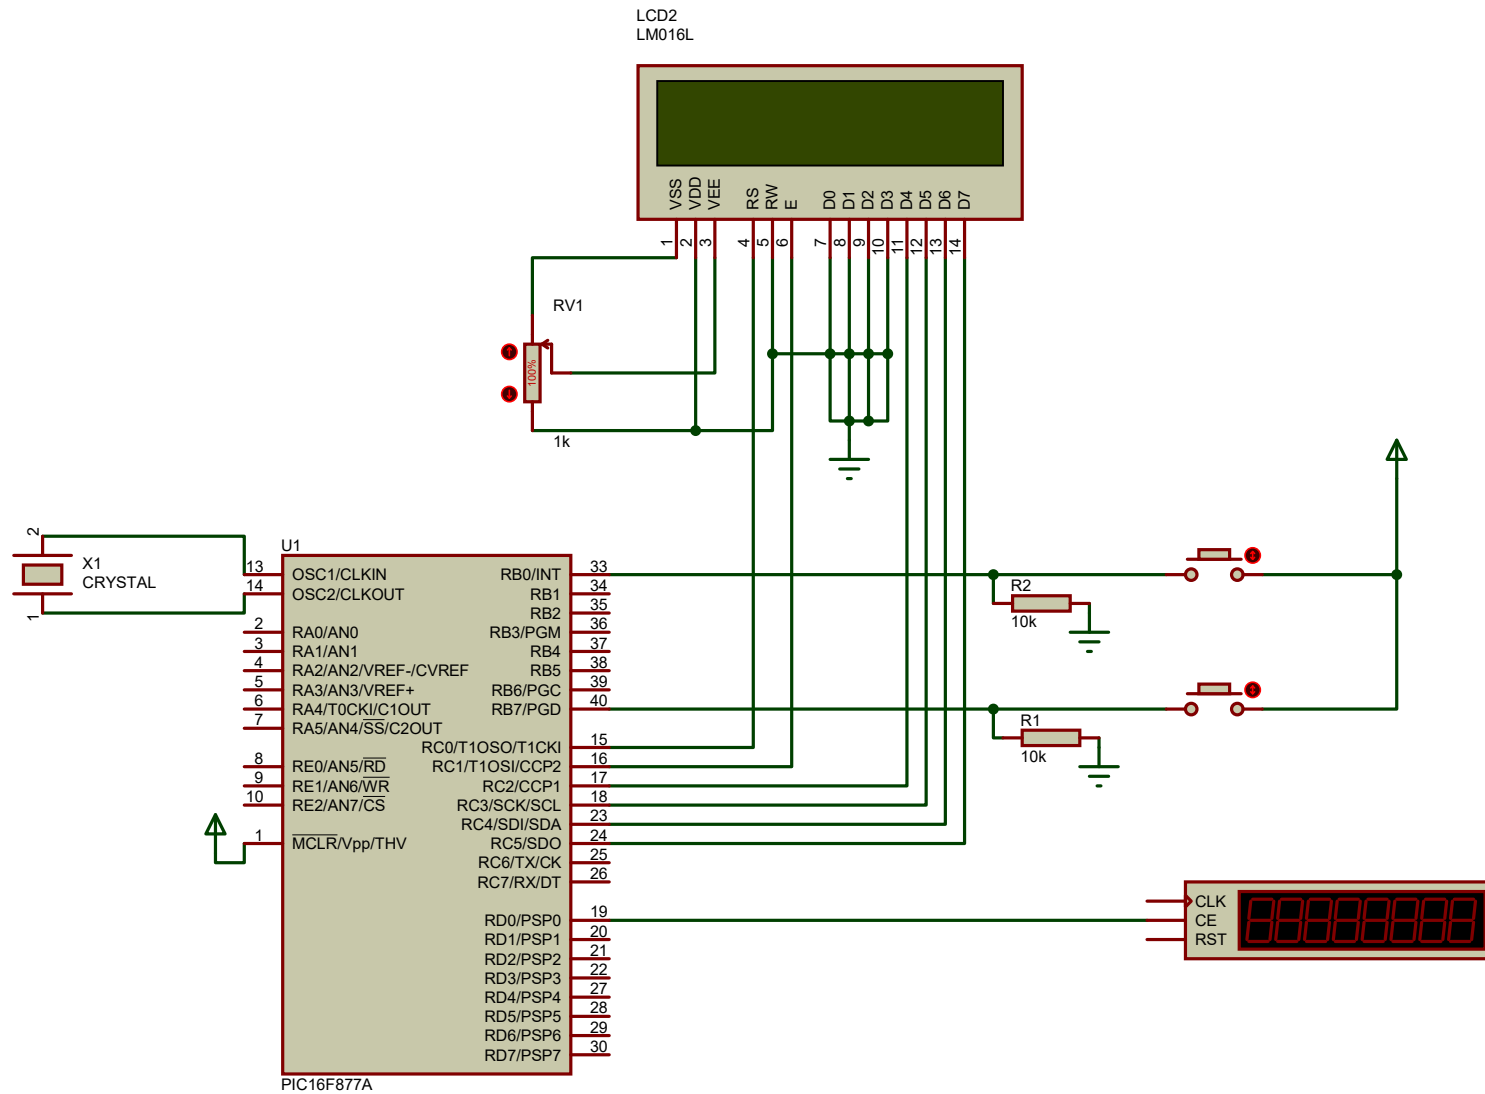 LCD2
LM016L
VSS
VDD
VEE
RS
RW
E
D0
D1
D2
D3
D4
D5
D6
D7
1
2
3
4
5
6
7
8
9
10
11
12
13
14
RV1
100%
1k
2
X1
CRYSTAL
1
U1
13 OSC1/CLKIN RB0/INT 33
14 OSC2/CLKOUT RB1 34
RB2 35
2 RA0/AN0 RB3/PGM 36
3 RA1/AN1 RB4 37
4 RA2/AN2/VREF-/CVREF RB5 38
5 RA3/AN3/VREF+ RB6/PGC 39
6 RA4/T0CKI/C1OUT RB7/PGD 40
7 RA5/AN4/SS/C2OUT
RC0/T1OSO/T1CKI 15
8 RE0/AN5/RD RC1/T1OSI/CCP2 16
9 RE1/AN6/WR RC2/CCP1 17
10 RE2/AN7/CS RC3/SCK/SCL 18
RC4/SDI/SDA 23
1 MCLR/Vpp/THV RC5/SDO 24
RC6/TX/CK 25
RC7/RX/DT 26
RD0/PSP0 19
RD1/PSP1 20
RD2/PSP2 21
RD3/PSP3 22
RD4/PSP4 27
RD5/PSP5 28
RD6/PSP6 29
RD7/PSP7 30
PIC16F877A
R2
10k
R1
10k
CLK
CE
RST